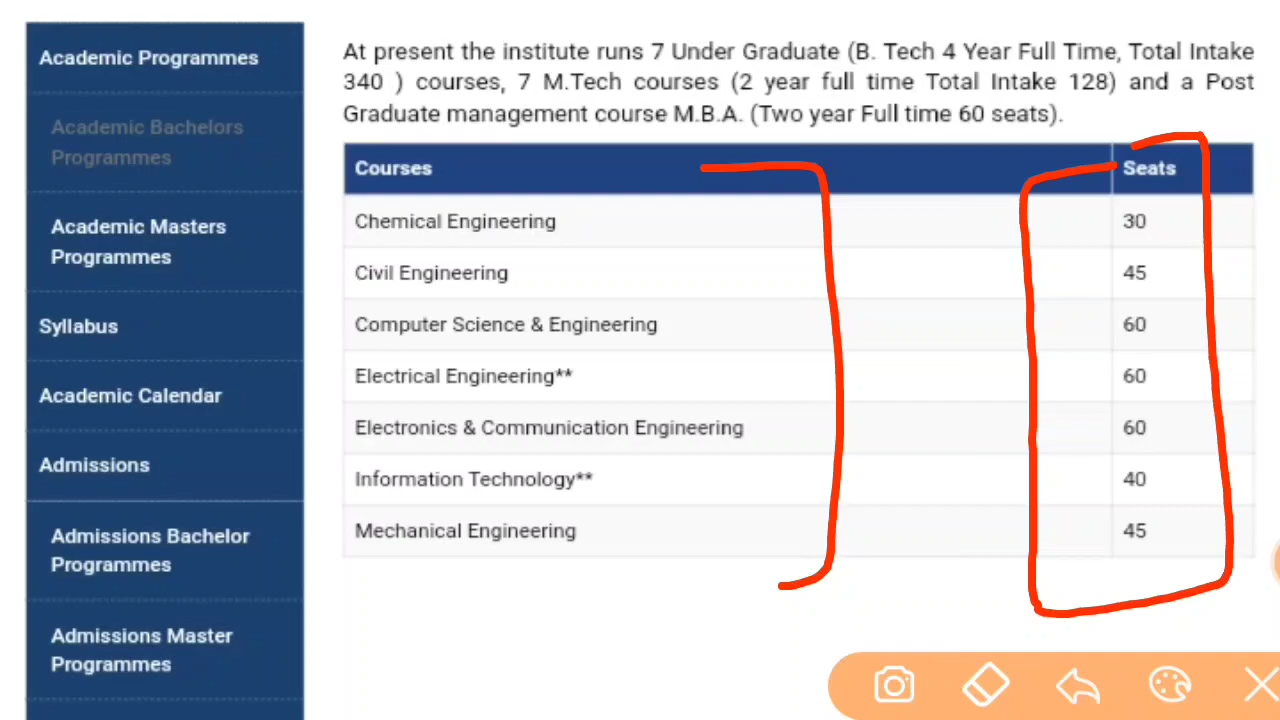 Academic Programmes
Academic Bachelors
Programmes
Academic Masters
Programmes
Syllabus
Academic Calendar
Admissions
Admissions Bachelor
Programmes
Admissions Master
Programmes
At present the institute runs 7 Under Graduate (B. Tech 4 Year Full Time, Total Intake
340 ) courses, 7 M.Tech courses (2 year full time Total Intake 128) and a Post
Graduate management course M.B.A. (Two year Full time 60 seats).
Courses Seats
Chemical Engineering 30
Civil Engineering 45
Computer Science & Engineering 60
Electrical Engineering** 60
Electronics & Communication Engineering 60
Information Technology** 40
Mechanical Engineering 45